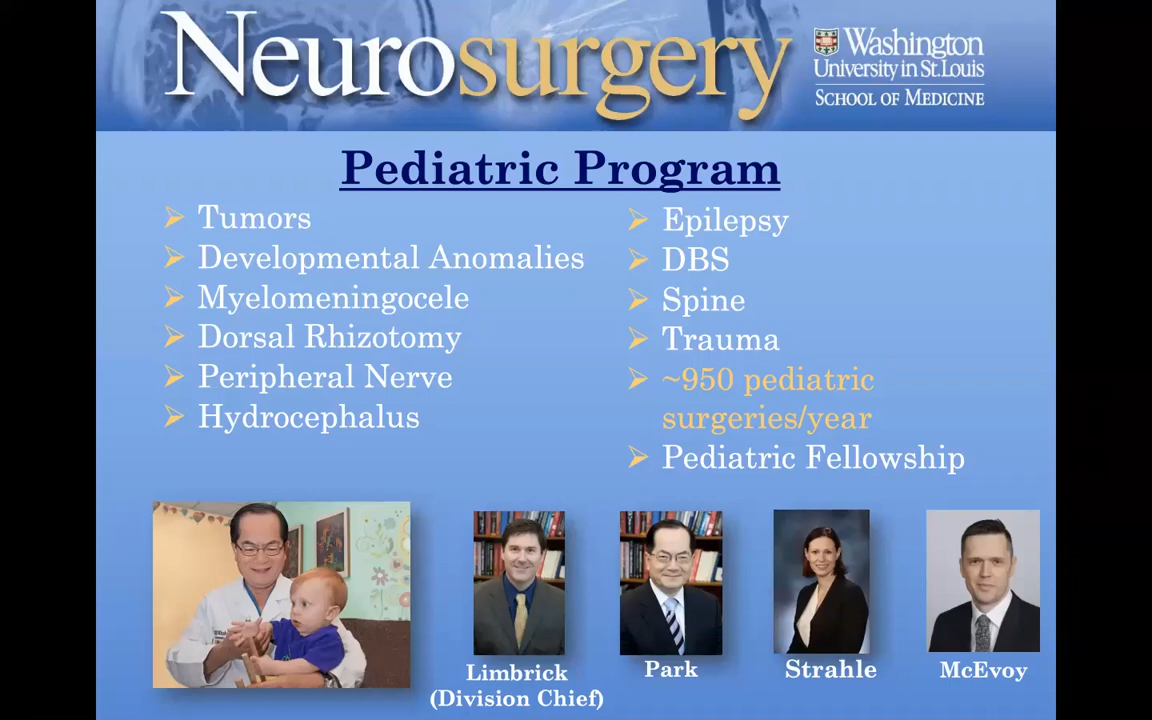 Neurosurgery
Washington
University in St. Louis
SCHOOL OF MEDICINE
Pediatric Program
Tumors
Developmental Anomalies
Myelomeningocele
Dorsal Rhizotomy
Peripheral Nerve
Hydrocephalus
Epilepsy
DBS
Spine
Trauma
~950 pediatric
surgeries/year
Pediatric Fellowship
Limbrick
(Division Chief)
Park
Strahle
McEvoy